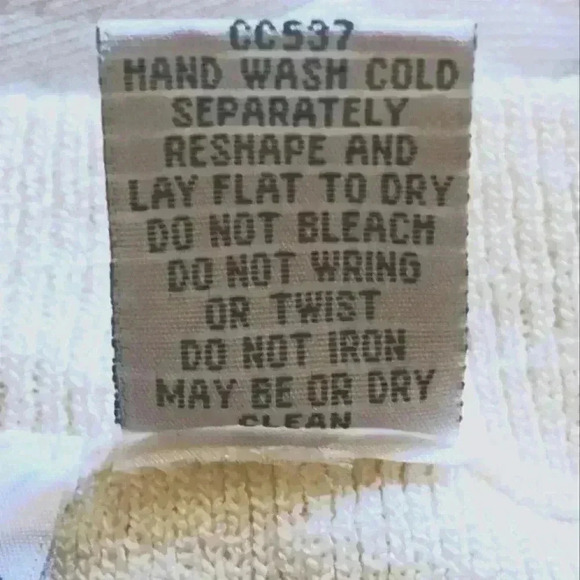 CC537
HAND WASH COLD
SEPARATELY
RESHAPE AND
LAY FLAT TO DRY
DO NOT BLEACH
DO NOT WRING
OR TWIST
DO NOT IRON
MAY BE OR DRY
CLEAN